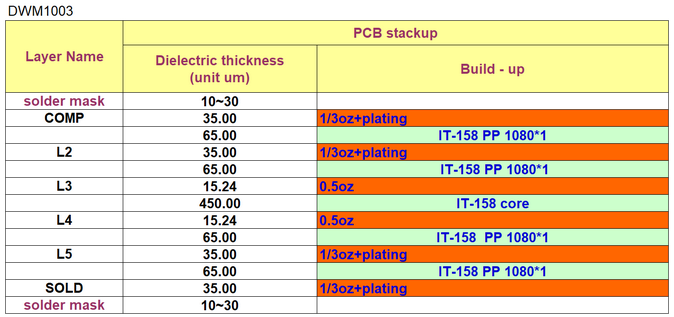 DWM1003
Layer Name PCB stackup
Dielectric thickness
(unit um) Build - up
solder mask 10~30
COMP 35.00 1/3oz+plating
65.00 IT-158 PP 1080*1
L2 35.00 1/3oz+plating
65.00 IT-158 PP 1080*1
L3 15.24 0.5oz
450.00 IT-158 core
L4 15.24 0.5oz
65.00 IT-158 PP 1080*1
L5 35.00 1/3oz+plating
65.00 IT-158 PP 1080*1
SOLD 35.00 1/3oz+plating
solder mask 10~30